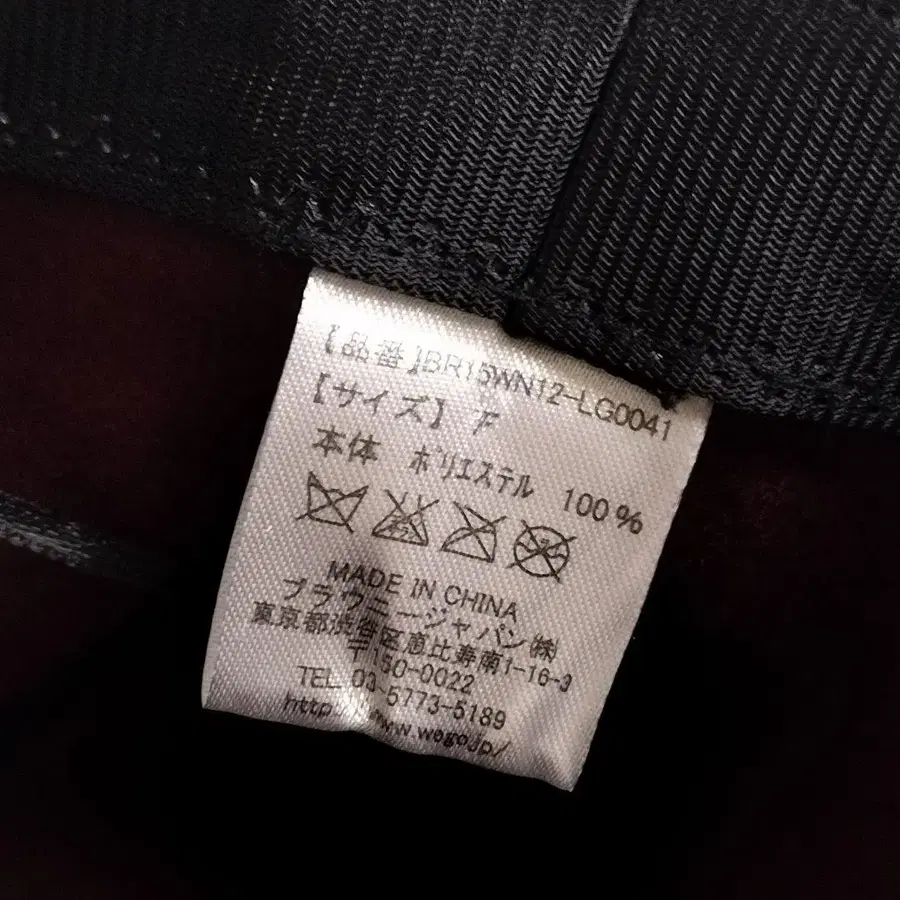 【品番】BR15WN12-LG0041
【サイズ】 F
本体 ポリエステル 100%
MADE IN CHINA
ブラウニージャパン㈱
東京都渋谷区恵比寿南1-16-3
〒150-0022
TEL 03-5773-5189
http://www.wego.jp/